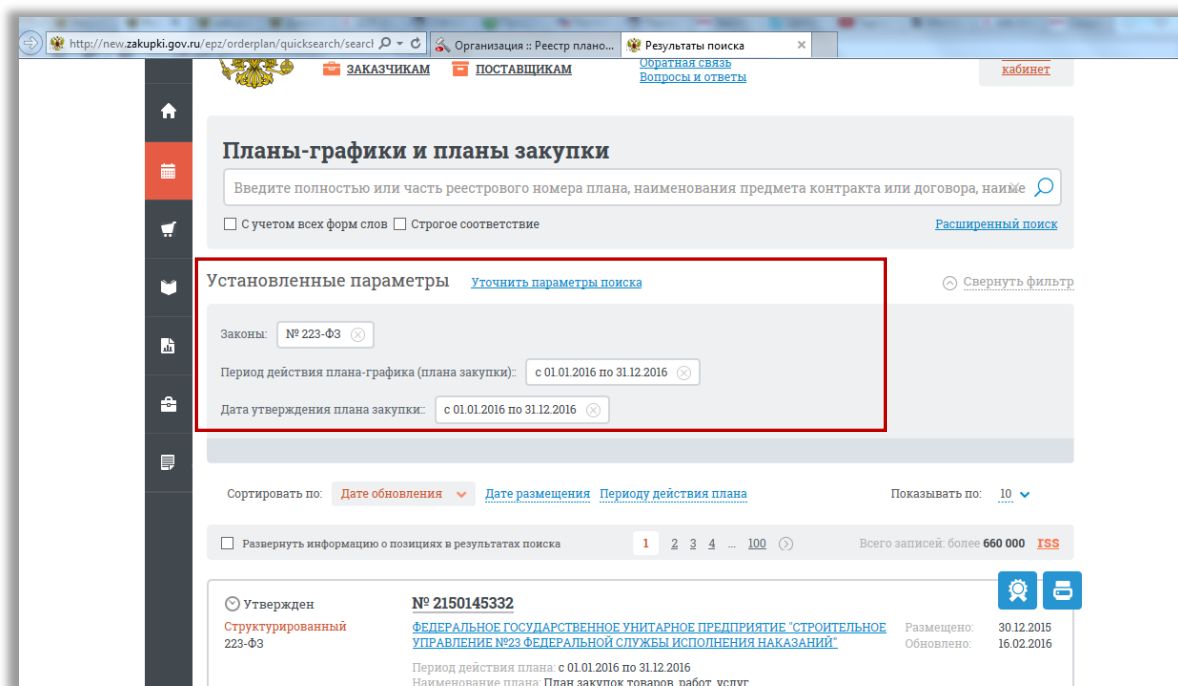 http://new.zakupki.gov.ru/epz/orderplan/quicksearch/searcl
Организация :: Реестр плано...
Результаты поиска
ЗАКАЗЧИКАМ
ПОСТАВЩИКАМ
Обратная связь
Вопросы и ответы
кабинет
Планы-графики и планы закупки
Введите полностью или часть реестрового номера плана, наименования предмета контракта или договора, наиме
С учетом всех форм слов Строгое соответствие
Расширенный поиск
Установленные параметры Уточнить параметры поиска
Свернуть фильтр
Законы: № 223-ФЗ
Период действия плана-графика (плана закупки):: с 01.01.2016 по 31.12.2016
Дата утверждения плана закупки:: с 01.01.2016 по 31.12.2016
Сортировать по: Дате обновления Дате размещения Периоду действия плана Показывать по: 10
Развернуть информацию о позициях в результатах поиска 1 2 3 4 ... 100 Всего записей: более 660 000 rss
Утвержден
Структурированный
223-ФЗ
№ 2150145332
ФЕДЕРАЛЬНОЕ ГОСУДАРСТВЕННОЕ УНИТАРНОЕ ПРЕДПРИЯТИЕ "СТРОИТЕЛЬНОЕ
УПРАВЛЕНИЕ №23 ФЕДЕРАЛЬНОЙ СЛУЖБЫ ИСПОЛНЕНИЯ НАКАЗАНИЙ"
Период действия плана: с 01.01.2016 по 31.12.2016
Наименование плана: План закупок товаров, работ, услуг
Размещено: 30.12.2015
Обновлено: 16.02.2016